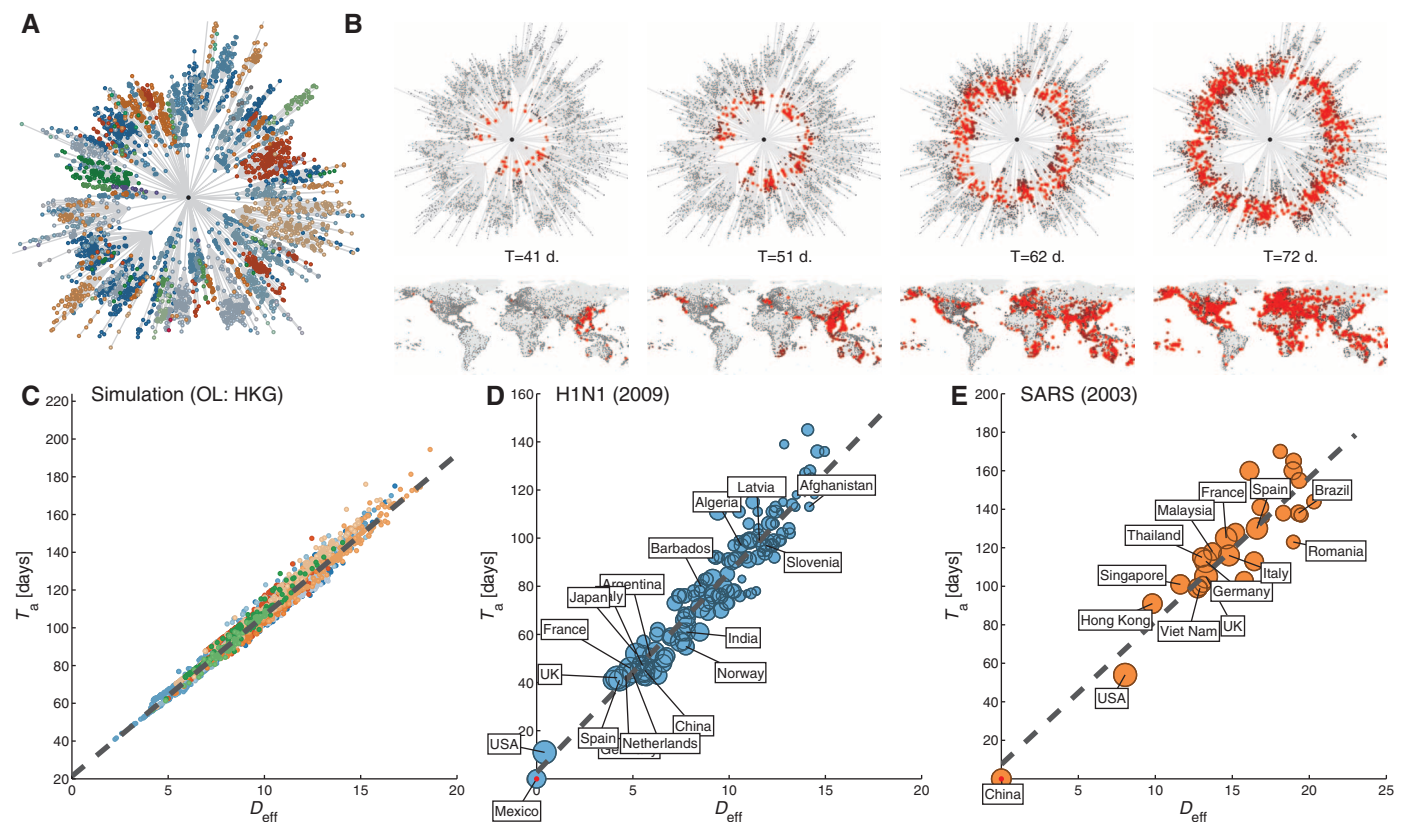 A
B
T=41 d.
T=51 d.
T=62 d.
T=72 d.
C
Simulation (OL: HKG)
220
200
180
160
140
120
100
80
60
40
20
T a [days]
0
5
10
15
20
D eff
D
H1N1 (2009)
160
140
120
100
80
60
40
20
T a [days]
Latvia
Afghanistan
Algeria
Slovenia
Barbados
Argentina
Japan
France
India
UK
Norway
China
Spain
Netherlands
USA
Mexico
0
5
10
15
20
D eff
E
SARS (2003)
200
180
160
140
120
100
80
60
40
20
T a [days]
France
Spain
Brazil
Malaysia
Thailand
Romania
Singapore
Italy
Germany
Hong Kong
Viet Nam
UK
USA
China
5
10
15
20
25
D eff